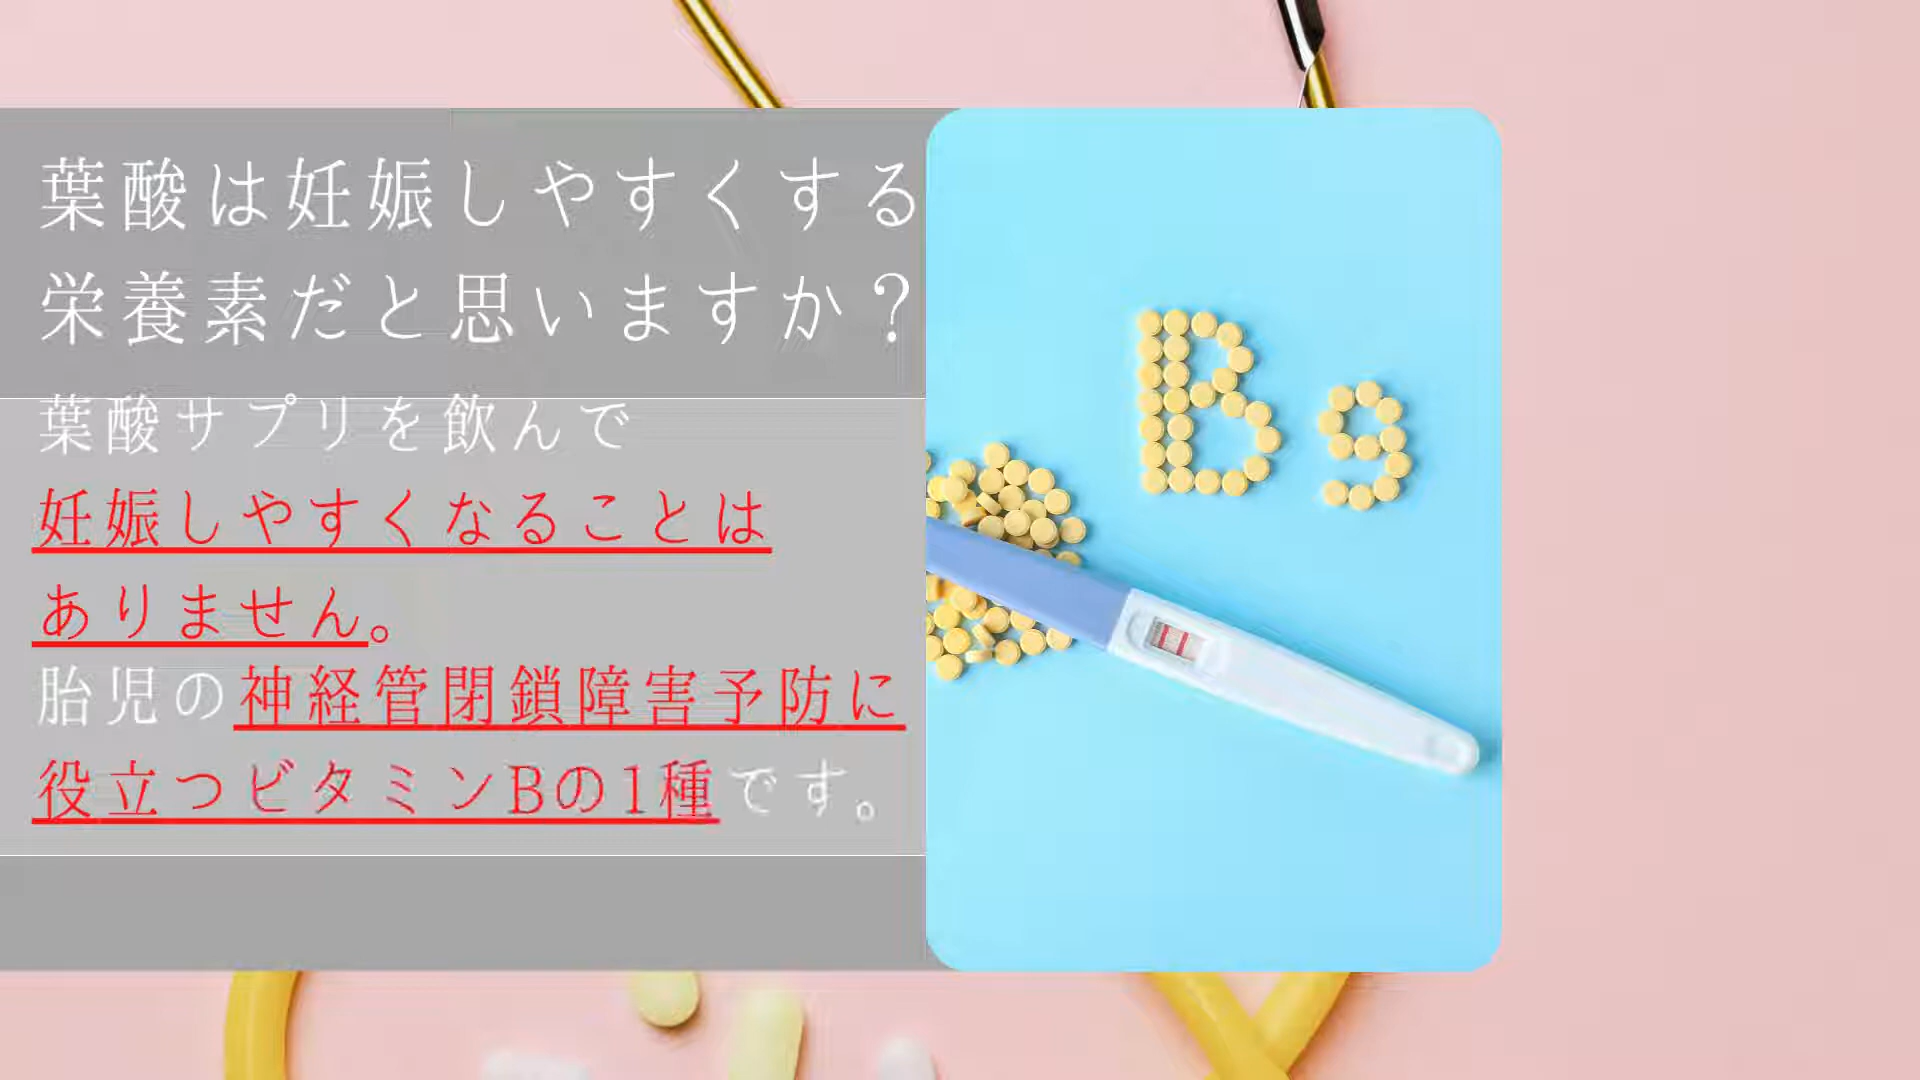 葉酸は妊娠しやすくする
栄養素だと思いますか？
葉酸サプリを飲んで
妊娠しやすくなることは
ありません。
胎児の神経管閉鎖障害予防に
役立つビタミンBの1種です。
B9